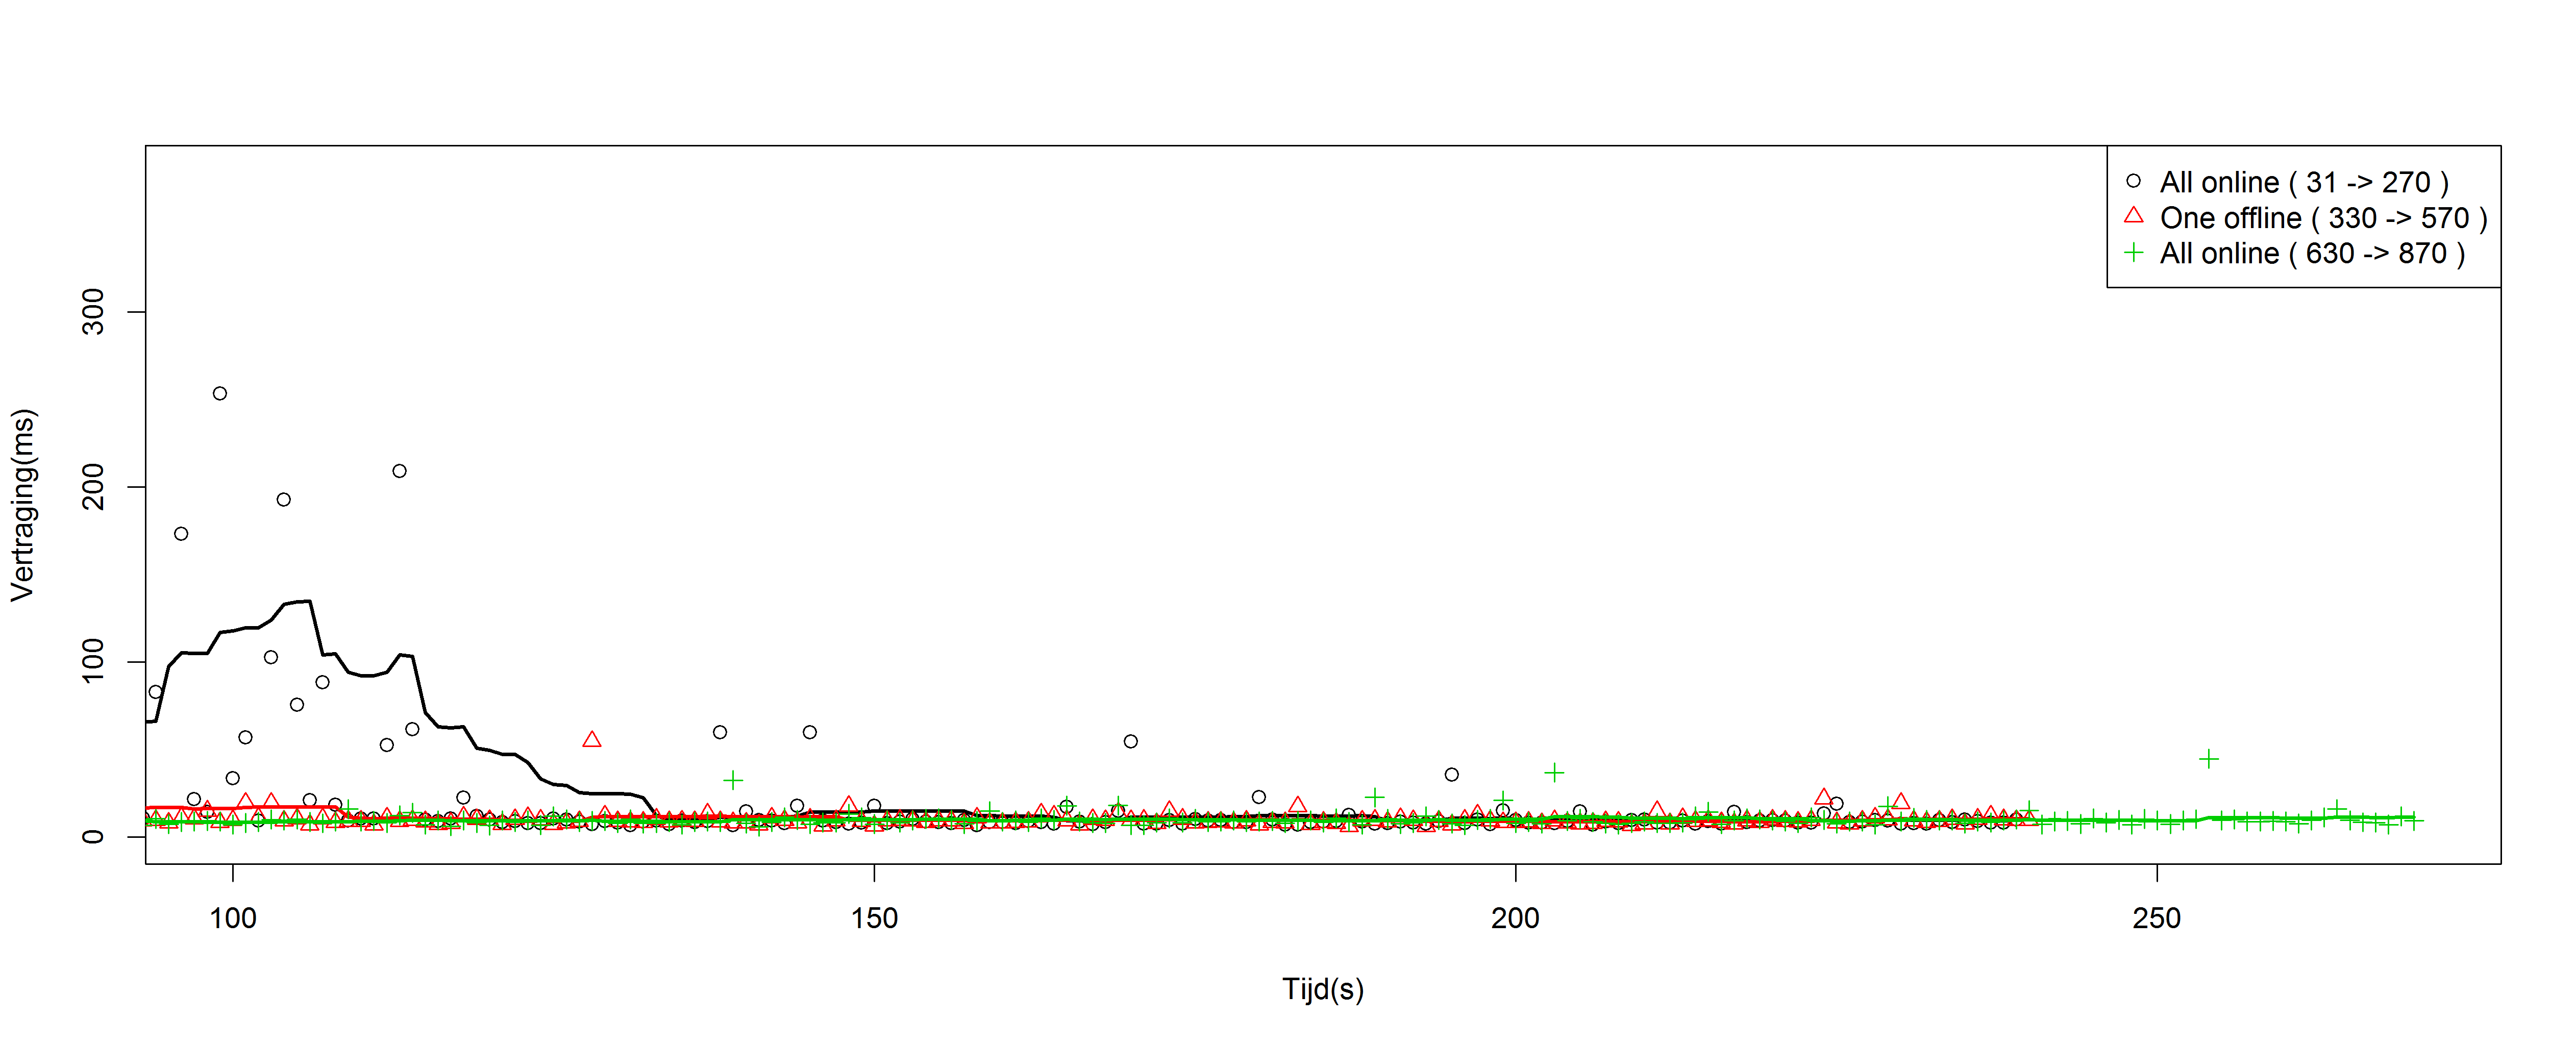 All online ( 31 -> 270 )
One offline ( 330 -> 570 )
All online ( 630 -> 870 )
Vertraging(ms)
300
200
100
0
100
150
200
250
Tijd(s)